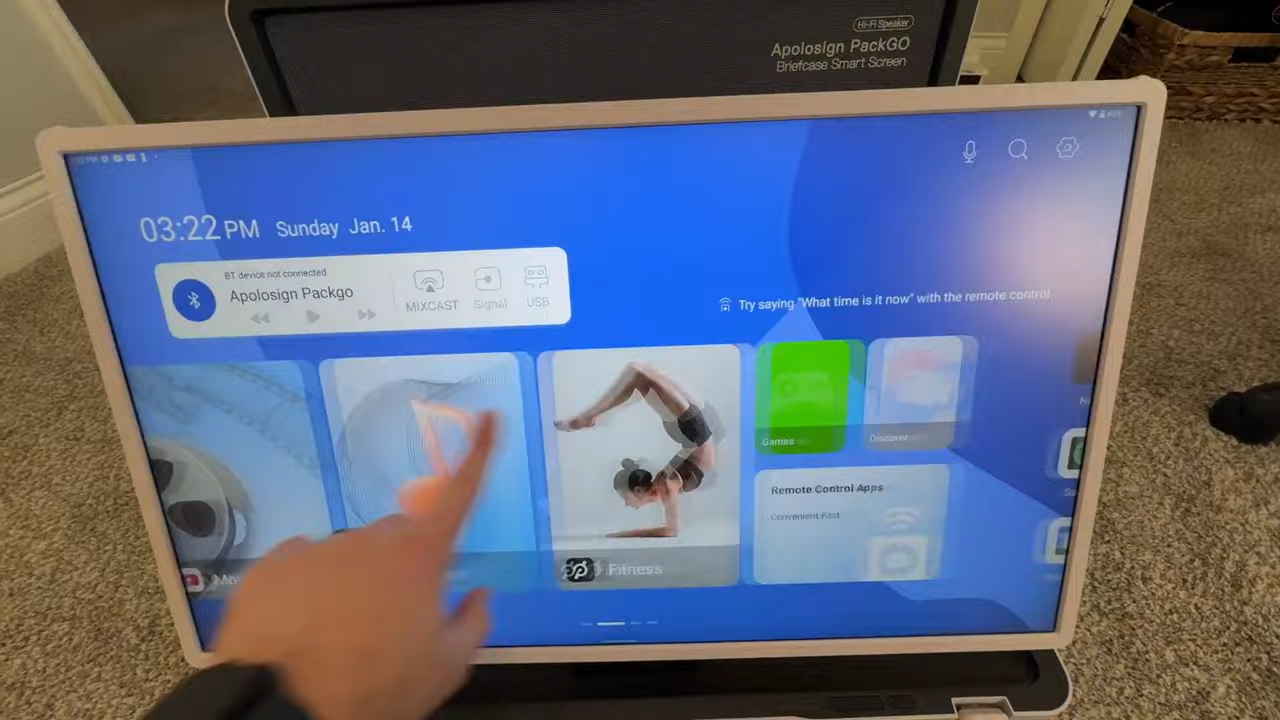 Hi-Fi Speaker
Apolosign PackGO
Briefcase Smart Screen
03:22 PM Sunday Jan. 14
BT device not connected
Apolosign Packgo
MIXCAST Signal USB
Try saying "What time is it now" with the remote control
Games
Discover
Remote Control Apps
Convenient Fast
Fitness